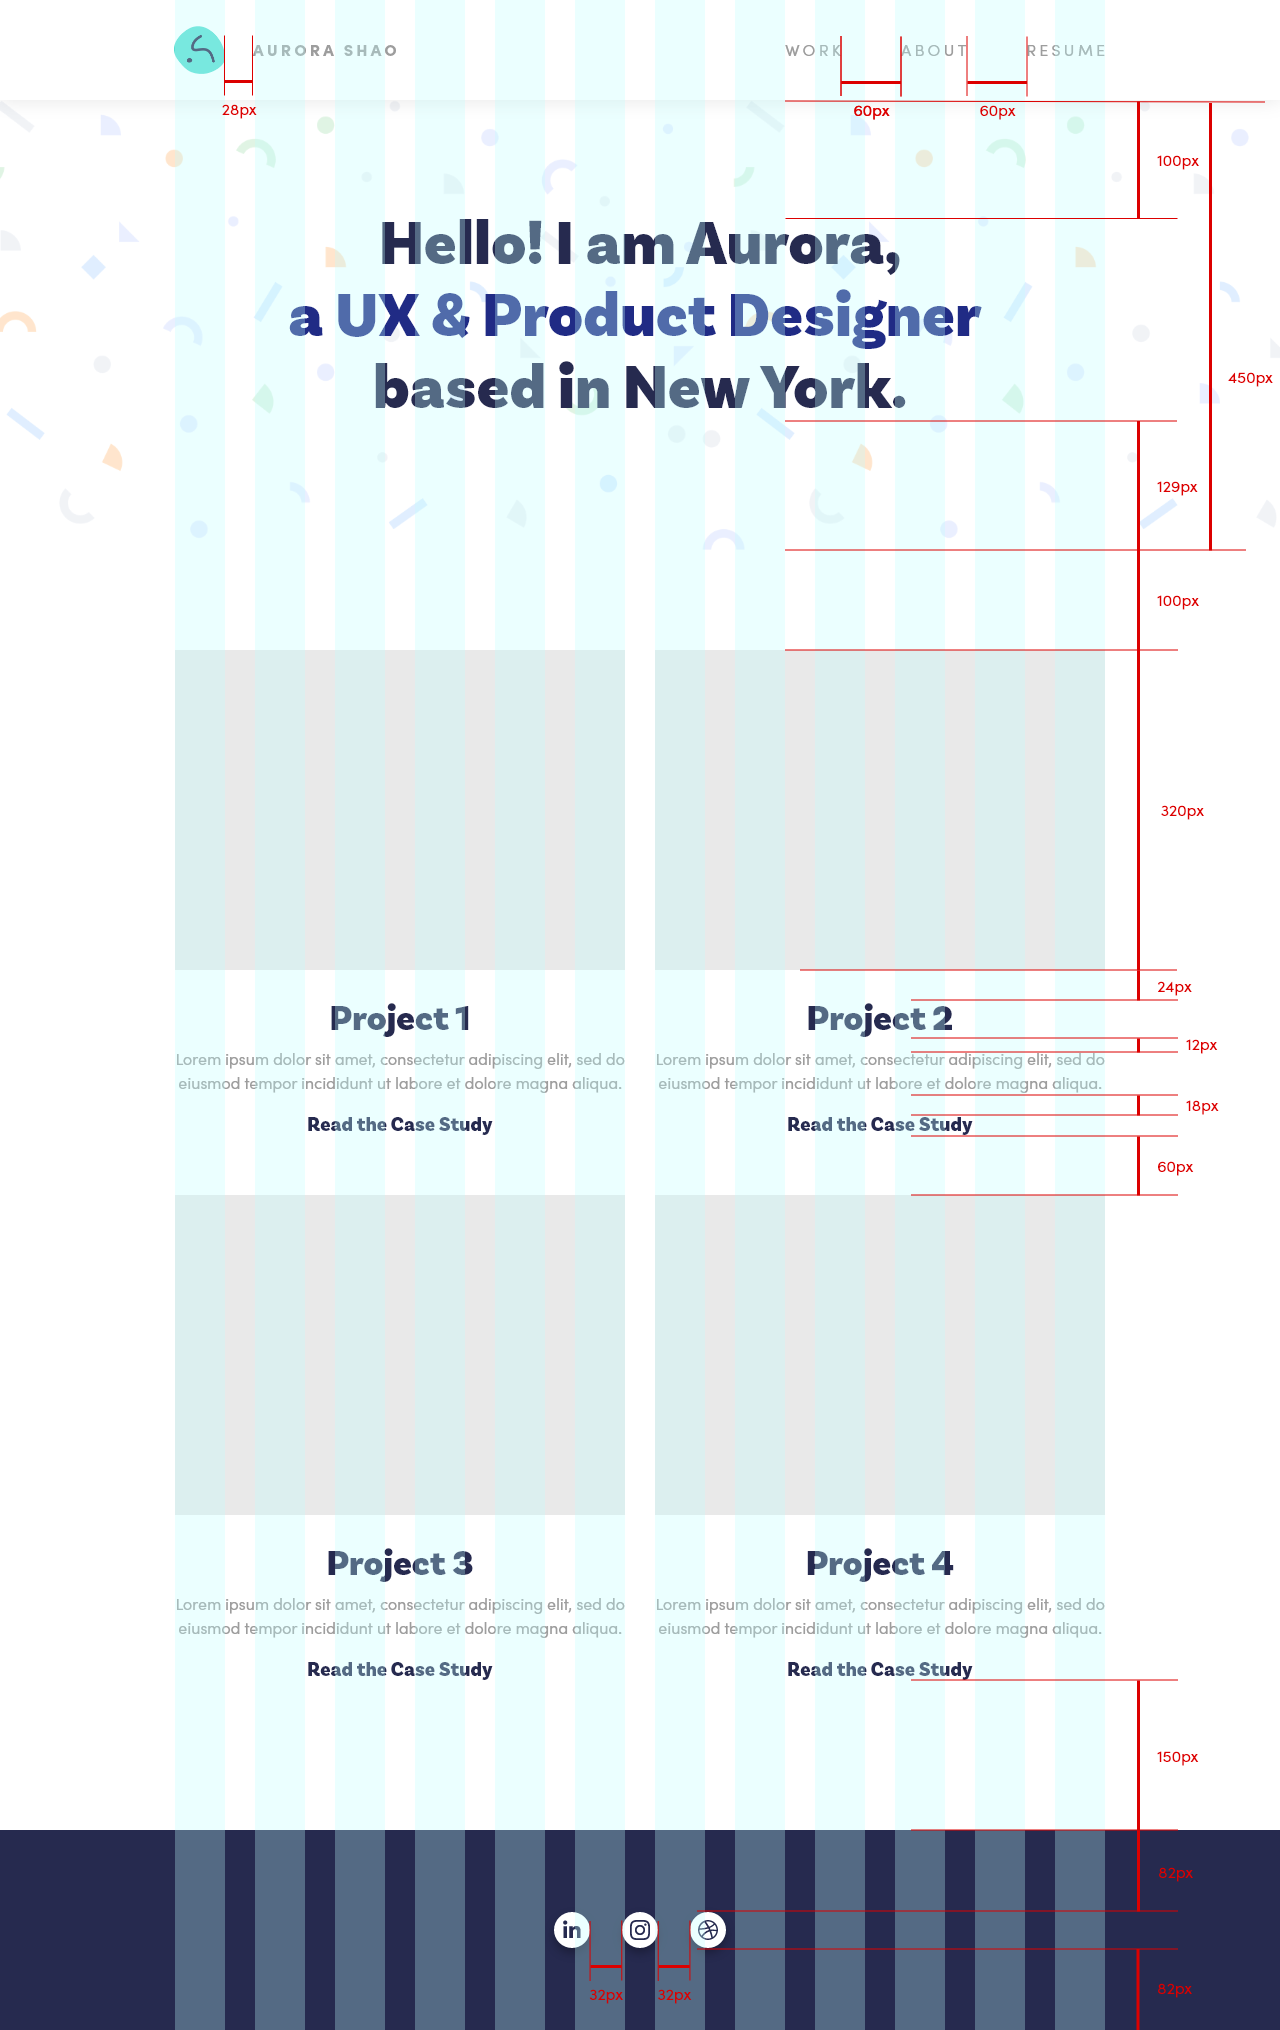 AURORA SHAO
WORK
ABOUT
RESUME
28px
60px
60px
100px
Hello! I am Aurora,
a UX & Product Designer
based in New York.
450px
129px
100px
320px
24px
Project 1
Lorem ipsum dolor sit amet, consectetur adipiscing elit, sed do
eiusmod tempor incididunt ut labore et dolore magna aliqua.
Read the Case Study
Project 2
Lorem ipsum dolor sit amet, consectetur adipiscing elit, sed do
eiusmod tempor incididunt ut labore et dolore magna aliqua.
Read the Case Study
12px
18px
60px
Project 3
Lorem ipsum dolor sit amet, consectetur adipiscing elit, sed do
eiusmod tempor incididunt ut labore et dolore magna aliqua.
Read the Case Study
Project 4
Lorem ipsum dolor sit amet, consectetur adipiscing elit, sed do
eiusmod tempor incididunt ut labore et dolore magna aliqua.
Read the Case Study
150px
82px
in
32px
32px
82px